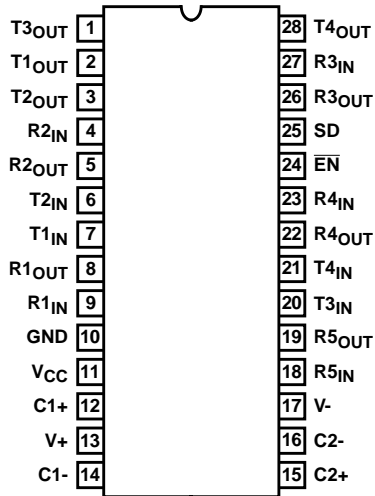 T3OUT 1 28 T4OUT
T1OUT 2 27 R3IN
T2OUT 3 26 R3OUT
R2IN 4 25 SD
R2OUT 5 24 EN
T2IN 6 23 R4IN
T1IN 7 22 R4OUT
R1OUT 8 21 T4IN
R1IN 9 20 T3IN
GND 10 19 R5OUT
VCC 11 18 R5IN
C1+ 12 17 V-
V+ 13 16 C2-
C1- 14 15 C2+